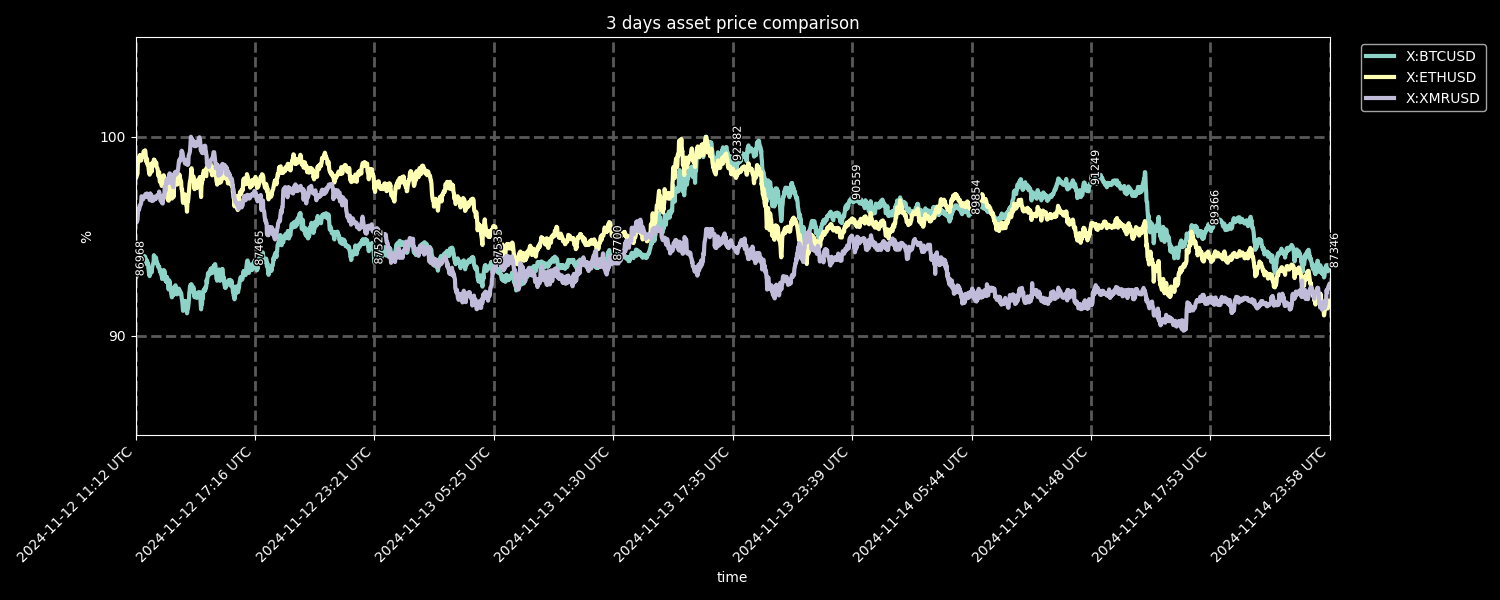 3 days asset price comparison
X:BTCUSD
X:ETHUSD
X:XMRUSD
100
90
%
86968
87465
87522
87535
87700
92382
90559
89854
91249
89366
87346
2024-11-12 11:12 UTC
2024-11-12 17:16 UTC
2024-11-12 23:21 UTC
2024-11-13 05:25 UTC
2024-11-13 11:30 UTC
2024-11-13 17:35 UTC
2024-11-13 23:39 UTC
2024-11-14 05:44 UTC
2024-11-14 11:48 UTC
2024-11-14 17:53 UTC
2024-11-14 23:58 UTC
time